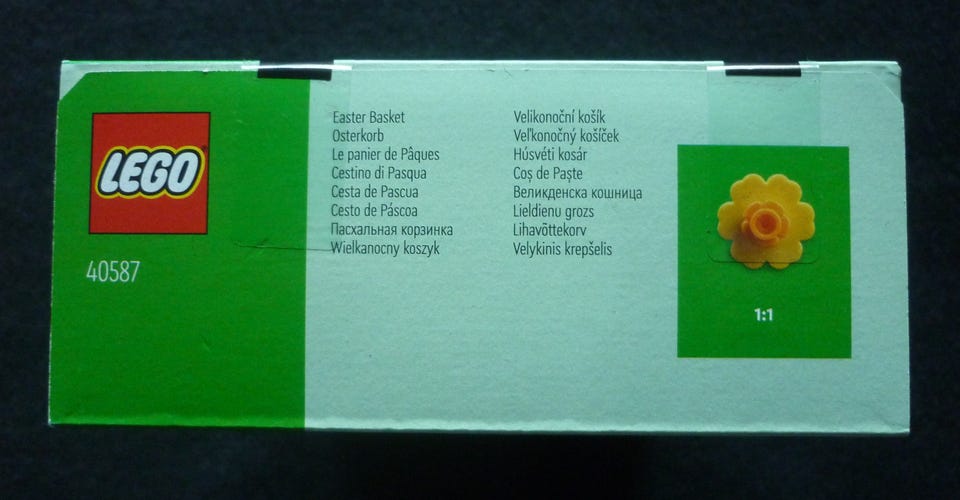 LEGO
40587
Easter Basket
Osterkorb
Le panier de Pâques
Cestino di Pasqua
Cesta de Pascua
Cesto de Páscoa
Пасхальная корзинка
Wielkanocny koszyk
Velikonoční košík
Veľkonočný košíček
Húsvéti kosár
Coș de Paște
Великденска кошница
Lieldienu grozs
Lihavõttekorv
Velykinis krepšelis
1:1